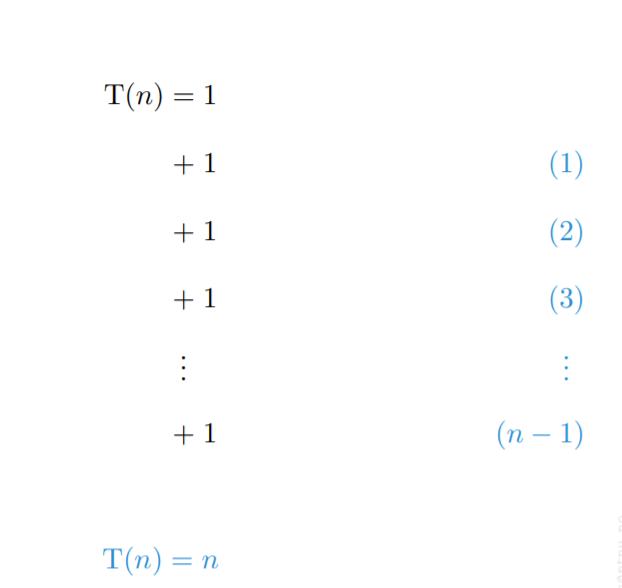 T(n) = 1
+ 1 (1)
+ 1 (2)
+ 1 (3)
⋮ ⋮
+ 1 (n − 1)
T(n) = n